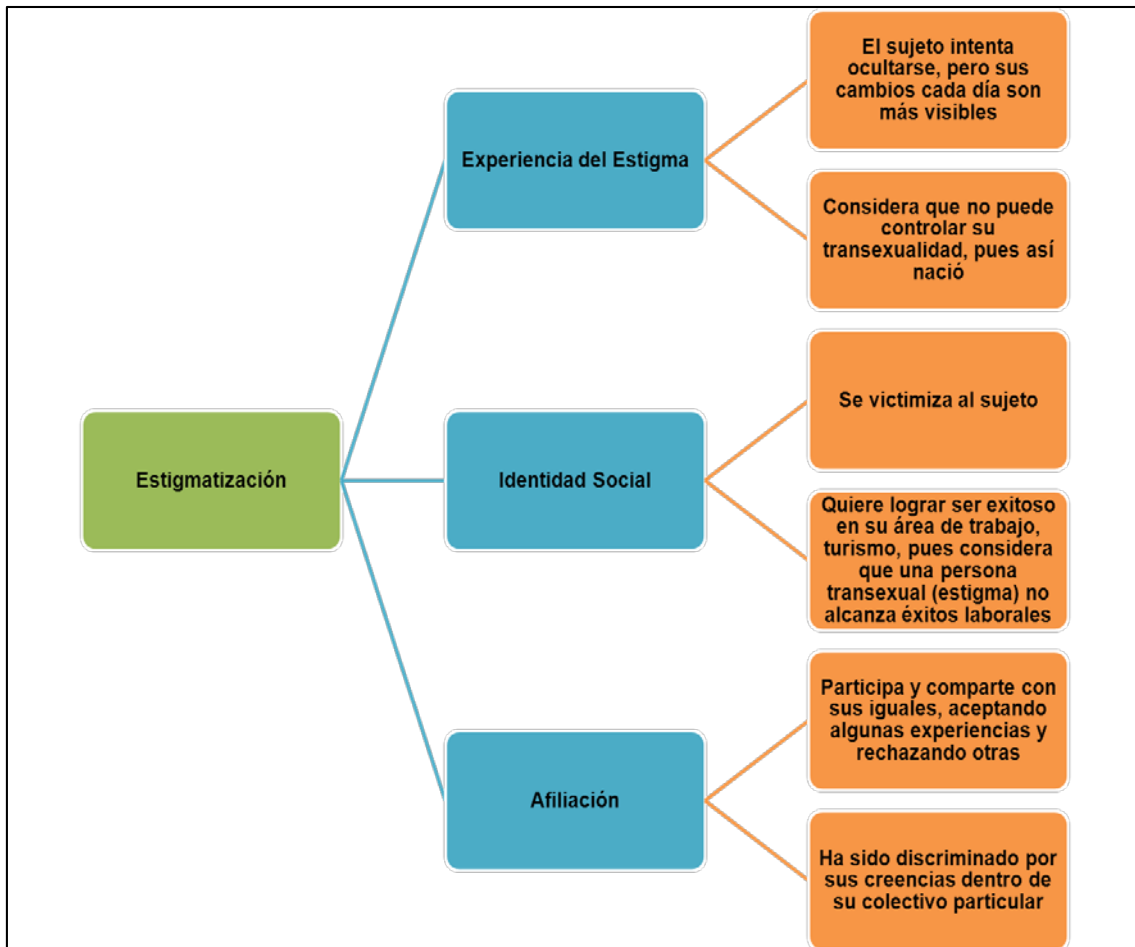 El sujeto intenta
ocultarse, pero sus
cambios cada día son
más visibles
Experiencia del Estigma
Considera que no puede
controlar su
transexualidad, pues así
nació
Estigmatización
Identidad Social
Se victimiza al sujeto
Quiere lograr ser exitoso
en su área de trabajo,
turismo, pues considera
que una persona
transexual (estigma) no
alcanza éxitos laborales
Afiliación
Participa y comparte con
sus iguales, aceptando
algunas experiencias y
rechazando otras
Ha sido discriminado por
sus creencias dentro de
su colectivo particular